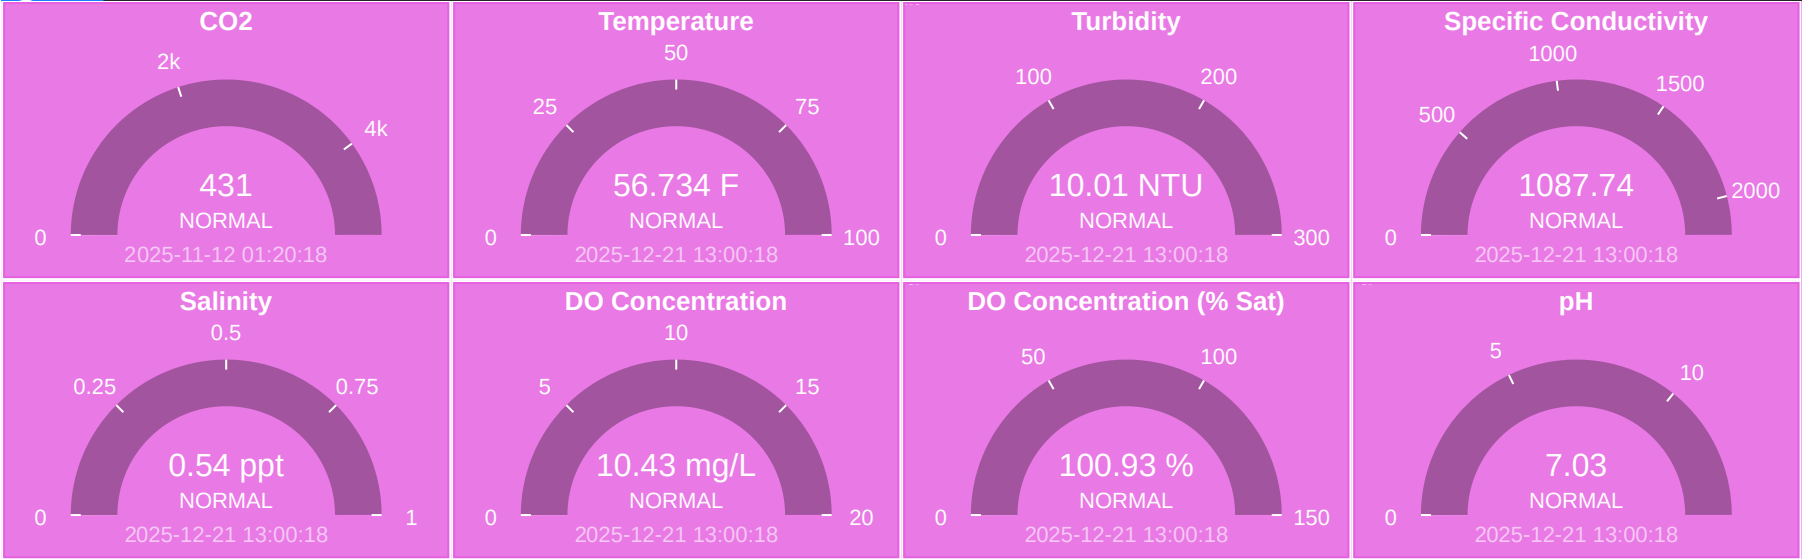 CO2
2k
4k
0
431
NORMAL
2025-11-12 01:20:18
Temperature
50
25
75
0
100
56.734 F
NORMAL
2025-12-21 13:00:18
Turbidity
100
200
0
300
10.01 NTU
NORMAL
2025-12-21 13:00:18
Specific Conductivity
1000
1500
500
2000
0
1087.74
NORMAL
2025-12-21 13:00:18
Salinity
0.5
0.25
0.75
0
1
0.54 ppt
NORMAL
2025-12-21 13:00:18
DO Concentration
10
5
15
0
20
10.43 mg/L
NORMAL
2025-12-21 13:00:18
DO Concentration (% Sat)
50
100
0
150
100.93 %
NORMAL
2025-12-21 13:00:18
pH
5
10
0
7.03
NORMAL
2025-12-21 13:00:18